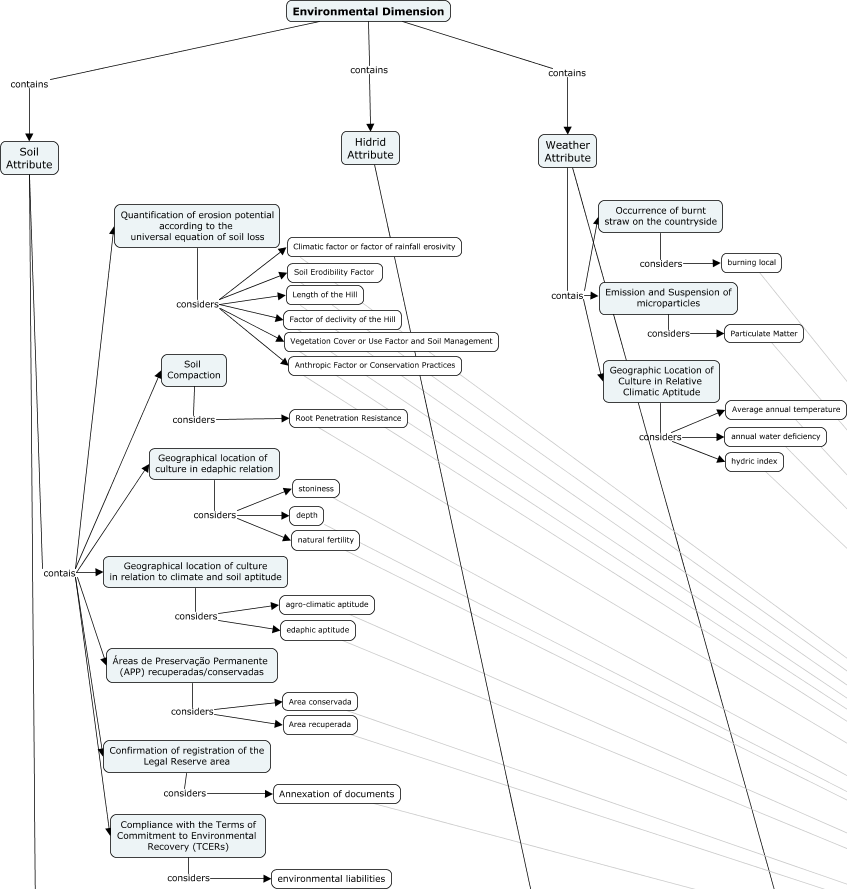 Environmental Dimension
contains
contains
contains
Soil
Attribute
Hidrid
Attribute
Weather
Attribute
Quantification of erosion potential
according to the
universal equation of soil loss
considers
Climatic factor or factor of rainfall erosivity
Soil Erodibility Factor
Length of the Hill
Factor of declivity of the Hill
Vegetation Cover or Use Factor and Soil Management
Anthropic Factor or Conservation Practices
Soil
Compaction
considers
Root Penetration Resistance
Geographical location of
culture in edaphic relation
considers
stoniness
depth
natural fertility
contais
Geographical location of culture
in relation to climate and soil aptitude
considers
agro-climatic aptitude
edaphic aptitude
Áreas de Preservação Permanente
(APP) recuperadas/conservadas
considers
Area conservada
Area recuperada
Confirmation of registration of the
Legal Reserve area
considers
Annexation of documents
Compliance with the Terms of
Commitment to Environmental
Recovery (TCERs)
considers
environmental liabilities
contais
Occurrence of burnt
straw on the countryside
considers
burning local
Emission and Suspension of
microparticles
considers
Particulate Matter
Geographic Location of
Culture in Relative
Climatic Aptitude
considers
Average annual temperature
annual water deficiency
hydric index